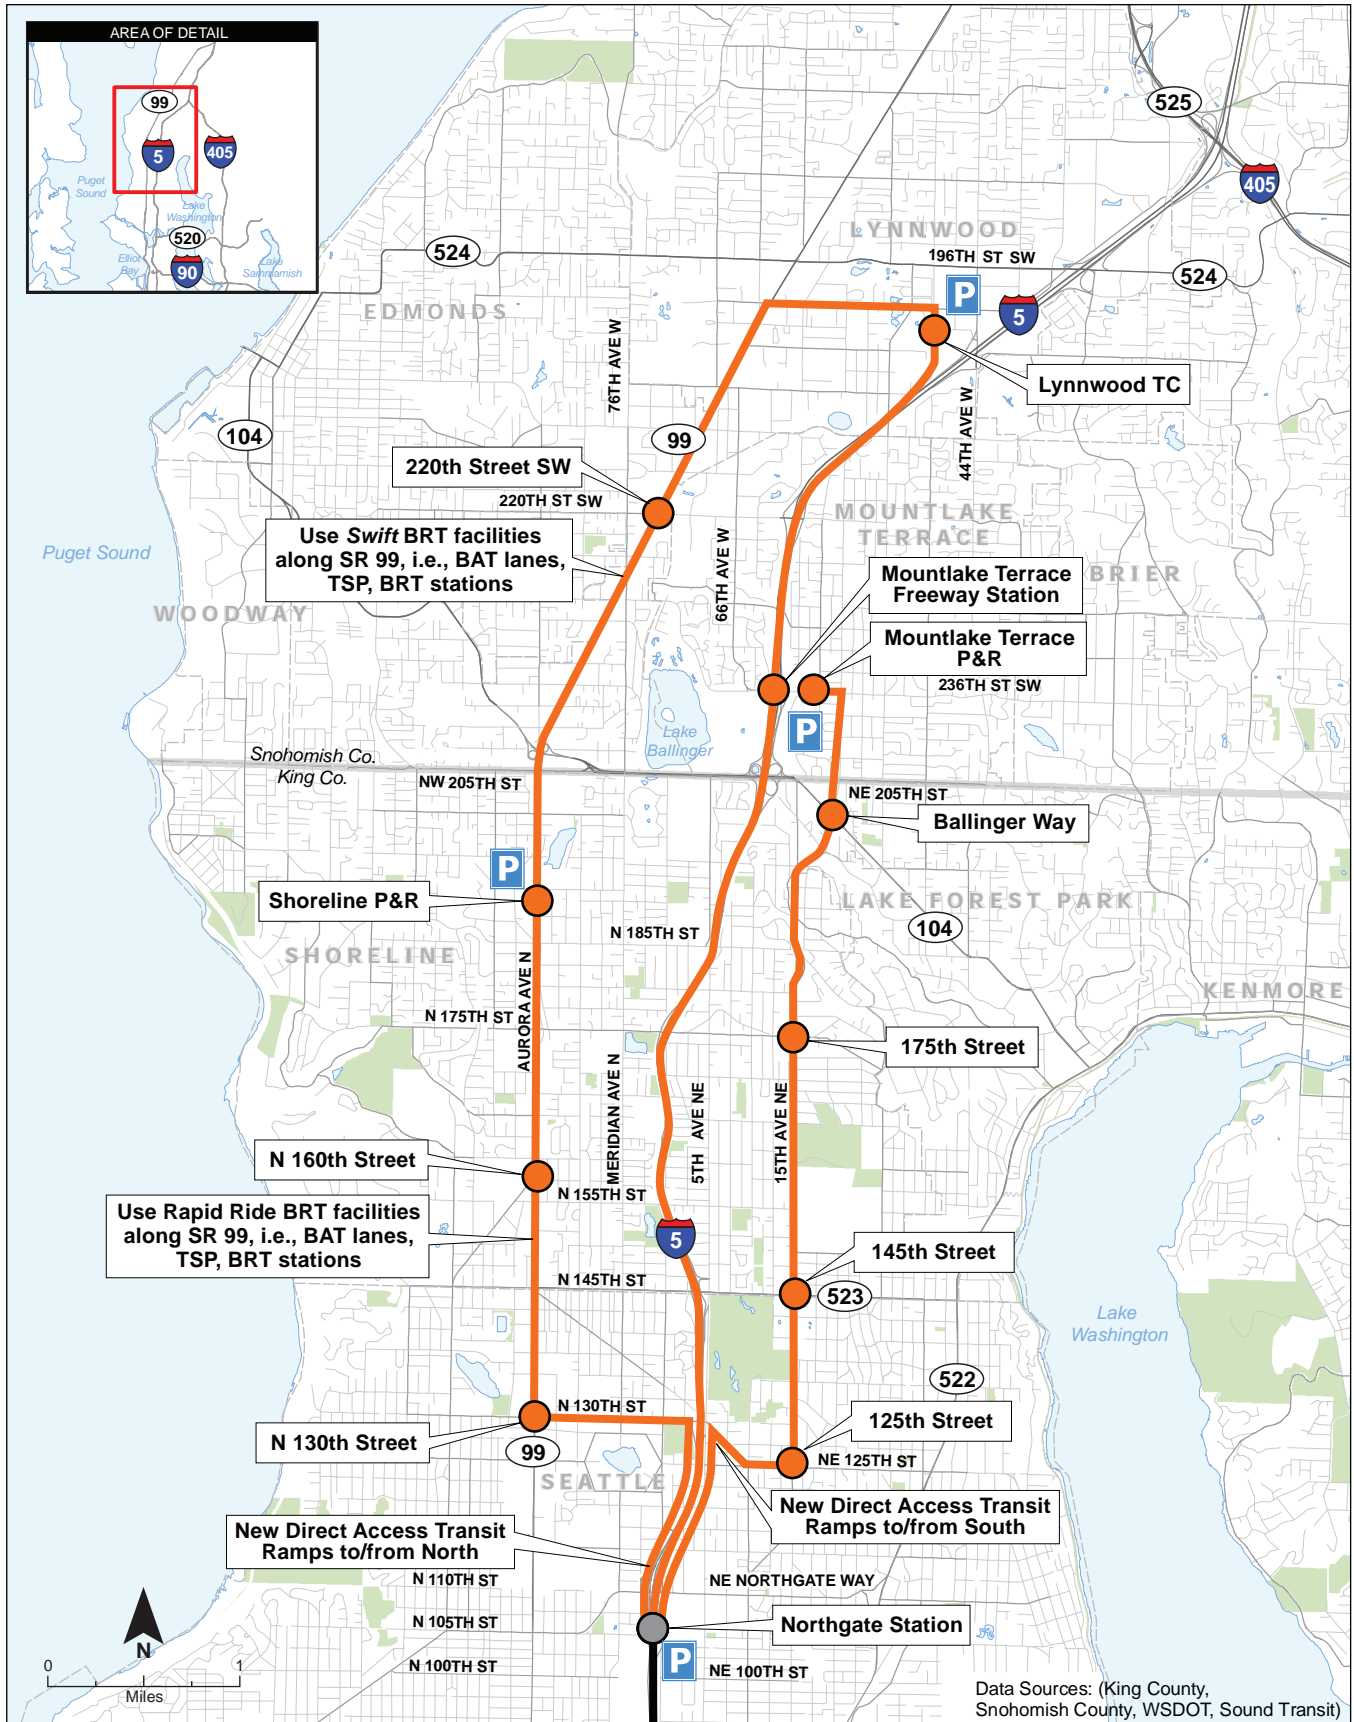 AREA OF DETAIL
99
5
405
Puget
Sound
Lake
Washington
520
Elliot
Bay
90
Lake
Sammamish
525
405
LYNNWOOD
196TH ST SW
524
524
P
5
EDMONDS
76TH AVE W
Lynnwood TC
44TH AVE W
104
99
220th Street SW
220TH ST SW
Use Swift BRT facilities
along SR 99, i.e., BAT lanes,
TSP, BRT stations
MOUNTLAKE
TERRACE
66TH AVE W
Puget Sound
Mountlake Terrace
Freeway Station
BRIER
WOODWAY
Mountlake Terrace
P&R
236TH ST SW
P
Lake
Ballinger
Snohomish Co.
King Co.
NW 205TH ST
NE 205TH ST
Ballinger Way
P
Shoreline P&R
LAKE FOREST PARK
104
N 185TH ST
SHORELINE
AURORA AVE N
KENMORE
N 175TH ST
175th Street
MERIDIAN AVE N
5TH AVE NE
15TH AVE NE
N 160th Street
N 155TH ST
Use Rapid Ride BRT facilities
along SR 99, i.e., BAT lanes,
TSP, BRT stations
5
145th Street
N 145TH ST
523
Lake
Washington
522
N 130TH ST
125th Street
N 130th Street
99
NE 125TH ST
SEATTLE
New Direct Access Transit
Ramps to/from South
New Direct Access Transit
Ramps to/from North
N 110TH ST
NE NORTHGATE WAY
N 105TH ST
Northgate Station
N
N 100TH ST
P
NE 100TH ST
0 1
Miles
Data Sources: (King County,
Snohomish County, WSDOT, Sound Transit)